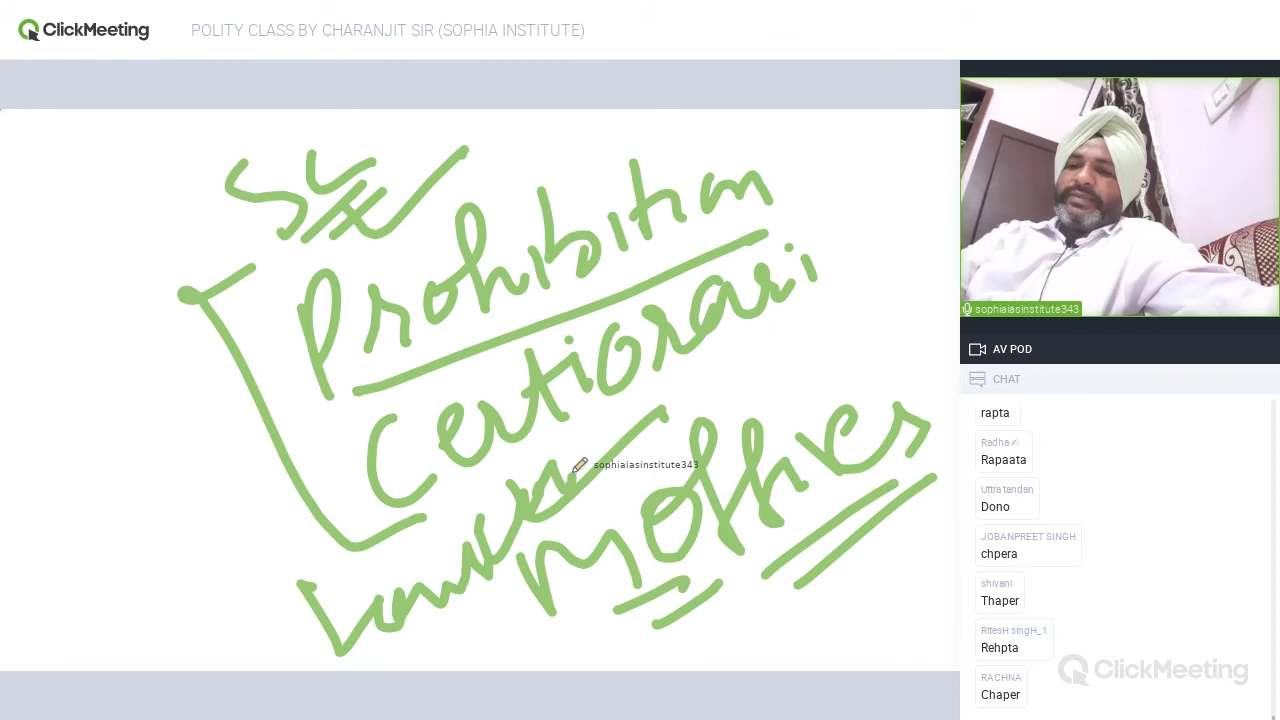 ClickMeeting
POLITY CLASS BY CHARANJIT SIR (SOPHIA INSTITUTE)
SC
Prohibition
Certiorari
Lower
sophiaiasinstitute343
M offices
sophiaiasinstitute343
AV POD
CHAT
rapta
Radha✍
Rapaata
Uttra tandan
Dono
JOBANPREET SINGH
chpera
shivani
Thaper
RitesH singH_1
Rehpta
RACHNA
Chaper
ClickMeeting